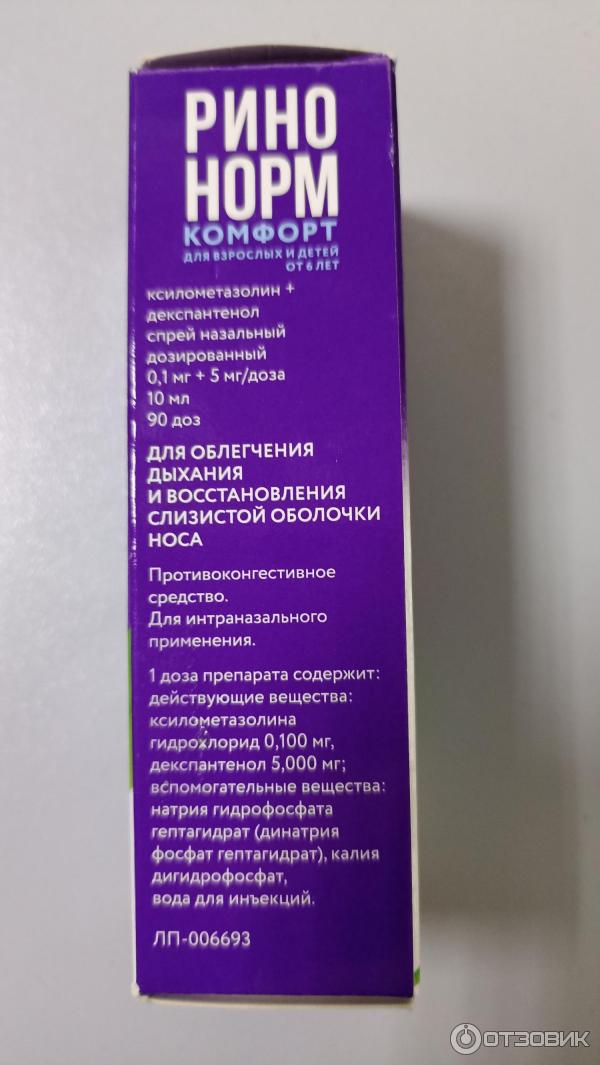 РИНО
НОРМ
КОМФОРТ
ДЛЯ ВЗРОСЛЫХ И ДЕТЕЙ
ОТ 6 ЛЕТ
ксилометазолин +
декспантенол
спрей назальный
дозированный
0,1 мг + 5 мг/доза
10 мл
90 доз
ДЛЯ ОБЛЕГЧЕНИЯ
ДЫХАНИЯ
И ВОССТАНОВЛЕНИЯ
СЛИЗИСТОЙ ОБОЛОЧКИ
НОСА
Противоконгестивное
средство.
Для интраназального
применения.
1 доза препарата содержит:
действующие вещества:
ксилометазолина
гидрохлорид 0,100 мг,
декспантенол 5,000 мг;
вспомогательные вещества:
натрия гидрофосфата
гептагидрат (динатрия
фосфат гептагидрат), калия
дигидрофосфат,
вода для инъекций.
ЛП-006693
ОТЗОВИК